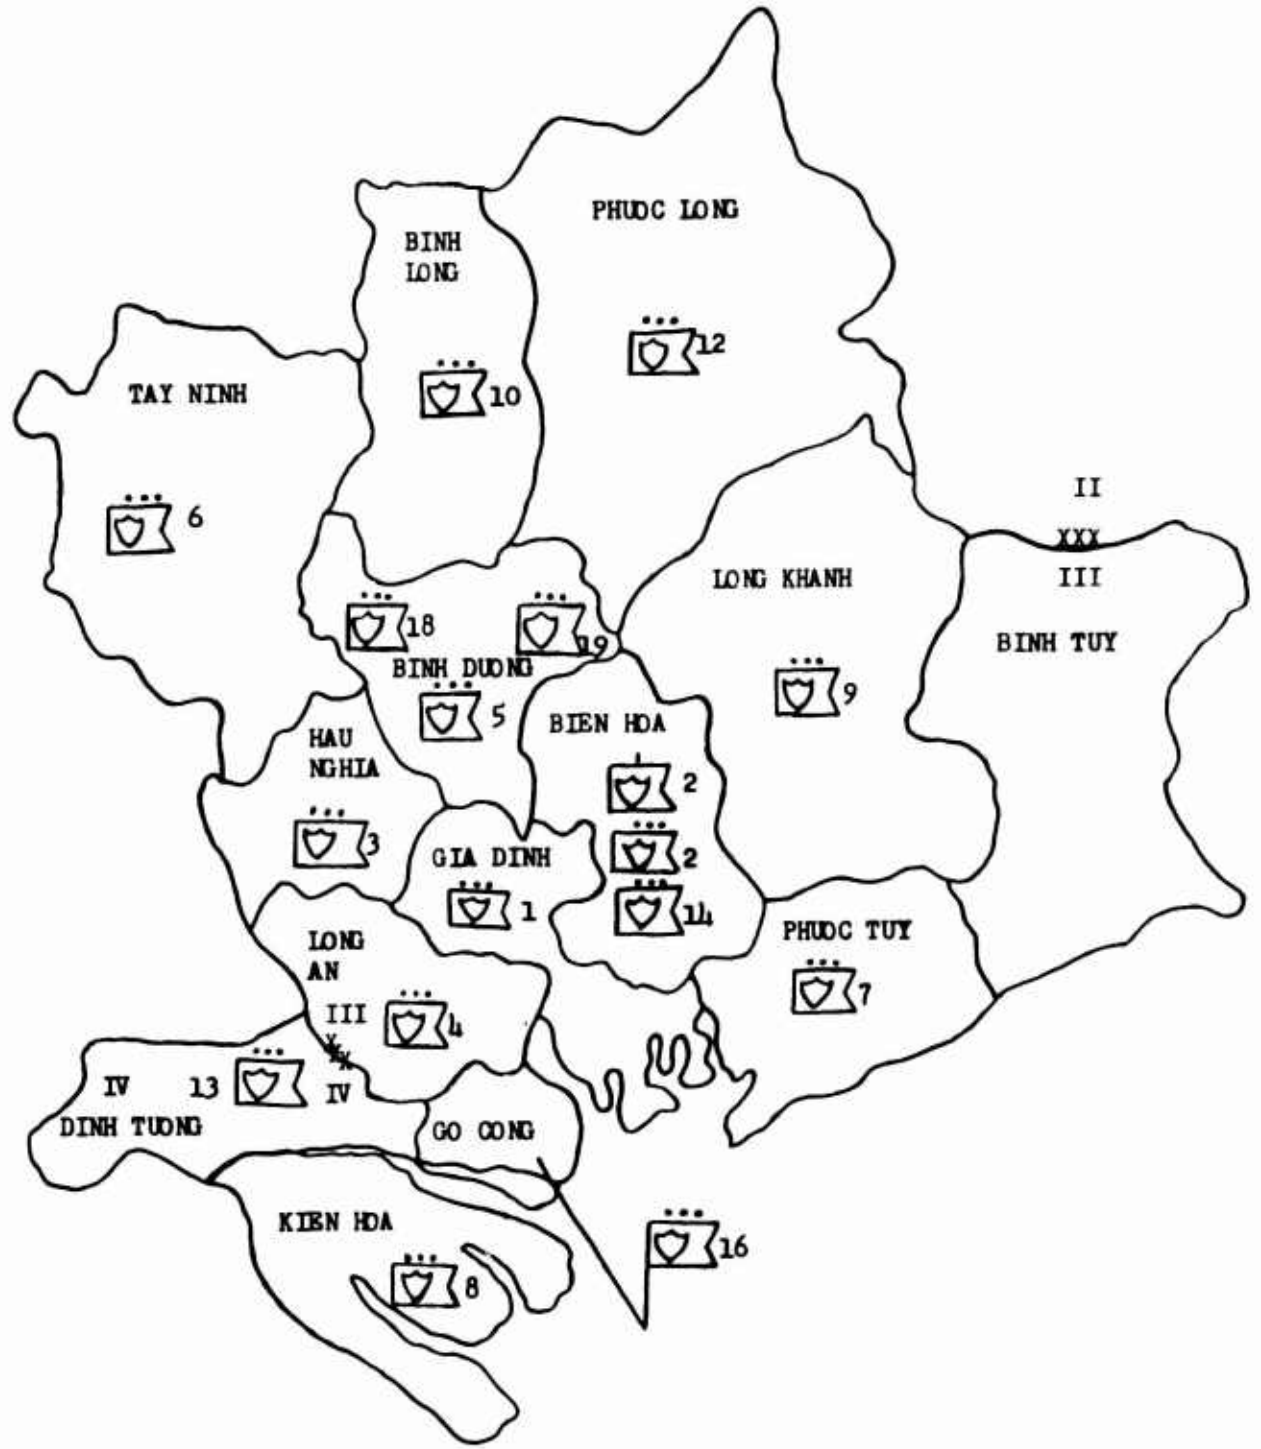 PHUOC LONG
BINH
LONG
12
TAY NINH
10
II
6
XXX
III
LONG KHANH
18
19
BINH TUY
BINH DUONG
9
5
BIEN HOA
HAU
NGHIA
2
3
GIA DINH
2
1
14
LONG
AN
PHUOC TUY
7
III
4
XXX
IV
13
IV
DINH TUONG
GO CONG
KIEN HOA
16
8